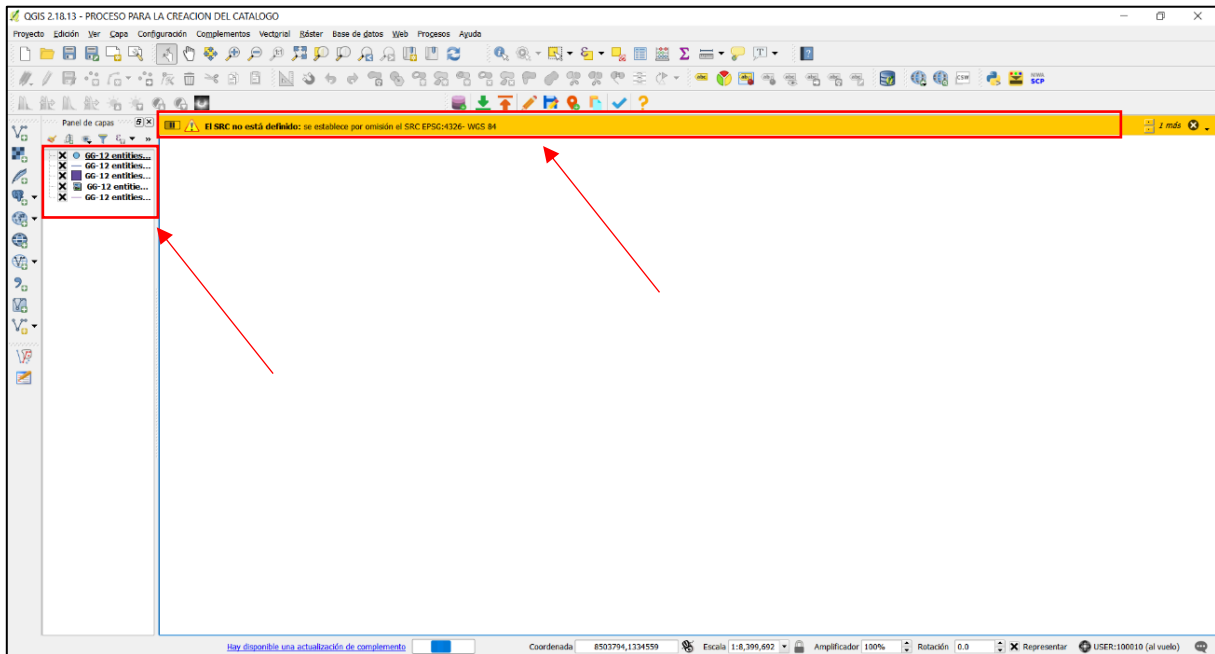 QGIS 2.18.13 - PROCESO PARA LA CREACION DEL CATALOGO
Proyecto Edición Ver Capa Configuración Complementos Vectorial Ráster Base de datos Web Procesos Ayuda
CSW
SCP
Panel de capas
El SRC no está definido: se establece por omisión el SRC EPSG:4326- WGS 84
1 más
GG-12 entities...
GG-12 entities...
GG-12 entities...
GG-12 entitie...
GG-12 entities...
Hay disponible una actualización de complemento Coordenada 8503794,1334559 Escala 1:8,399,692 Amplificador 100% Rotación 0.0 Representar USER:100010 (al vuelo)